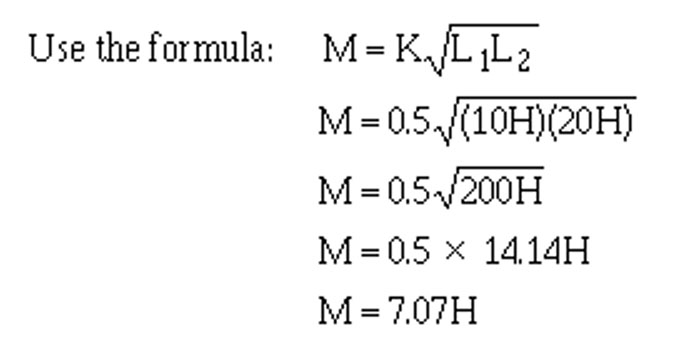 Use the formula: M = K√L₁L₂
M = 0.5√(10H)(20H)
M = 0.5√200H
M = 0.5 × 14.14H
M = 7.07H